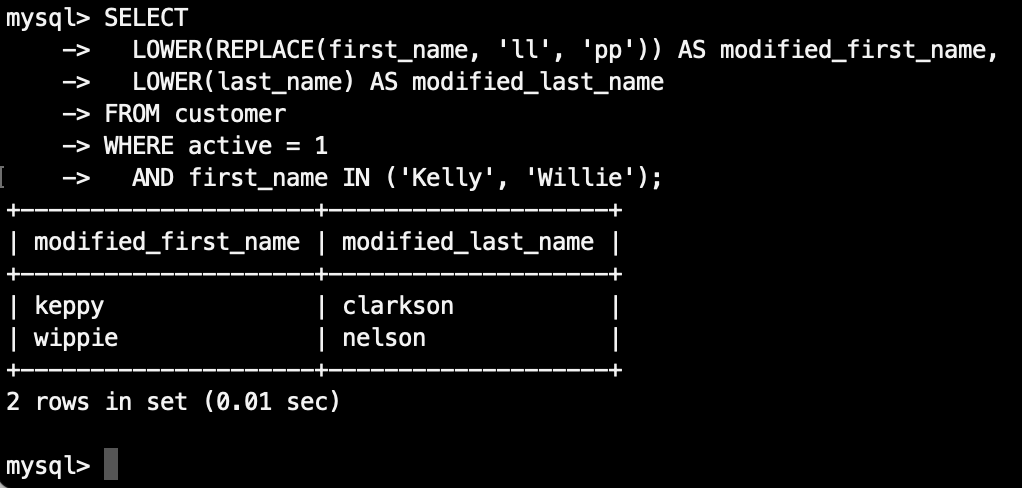 mysql> SELECT
    ->   LOWER(REPLACE(first_name, 'll', 'pp')) AS modified_first_name,
    ->   LOWER(last_name) AS modified_last_name
    -> FROM customer
    -> WHERE active = 1
    ->   AND first_name IN ('Kelly', 'Willie');
+---------------------+--------------------+
| modified_first_name | modified_last_name |
+---------------------+--------------------+
| keppy               | clarkson           |
| wippie              | nelson             |
+---------------------+--------------------+
2 rows in set (0.01 sec)
mysql>